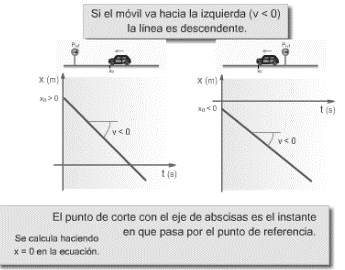 Si el móvil va hacia la izquierda (v < 0)
la línea es descendente.
x₀
x₀
x (m)
x₀ > 0
v < 0
t (s)
x (m)
x₀ < 0
t (s)
v < 0
El punto de corte con el eje de abscisas es el instante
en que pasa por el punto de referencia.
Se calcula haciendo
x = 0 en la ecuación.